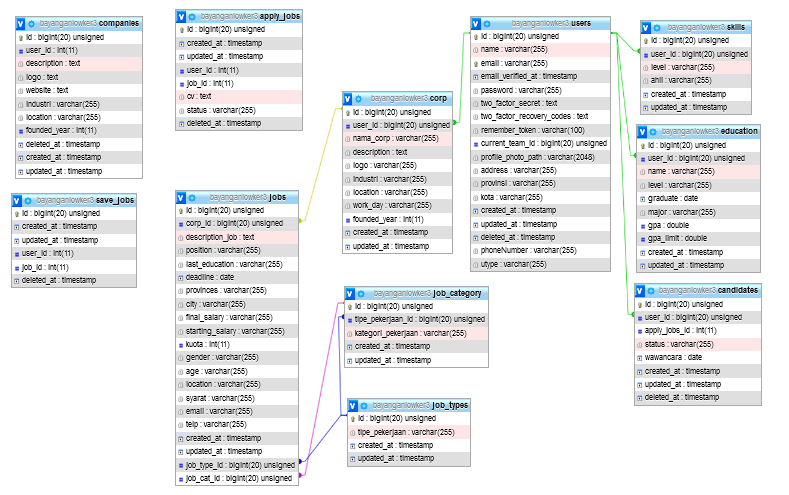 bayanganlowker3 companies
id : bigint(20) unsigned
user_id : int(11)
description : text
logo : text
website : text
industri : varchar(255)
location : varchar(255)
founded_year : int(11)
deleted_at : timestamp
created_at : timestamp
updated_at : timestamp
bayanganlowker3 save_jobs
id : bigint(20) unsigned
created_at : timestamp
updated_at : timestamp
user_id : int(11)
job_id : int(11)
deleted_at : timestamp
bayanganlowker3 apply_jobs
id : bigint(20) unsigned
created_at : timestamp
updated_at : timestamp
user_id : int(11)
job_id : int(11)
cv : text
status : varchar(255)
deleted_at : timestamp
bayanganlowker3 jobs
id : bigint(20) unsigned
corp_id : bigint(20) unsigned
description_job : text
position : varchar(255)
last_education : varchar(255)
deadline : date
provinces : varchar(255)
city : varchar(255)
final_salary : varchar(255)
starting_salary : varchar(255)
kuota : int(11)
gender : varchar(255)
age : varchar(255)
location : varchar(255)
syarat : varchar(255)
email : varchar(255)
telp : varchar(255)
created_at : timestamp
updated_at : timestamp
job_type_id : bigint(20) unsigned
job_cat_id : bigint(20) unsigned
bayanganlowker3 corp
id : bigint(20) unsigned
user_id : bigint(20) unsigned
nama_corp : varchar(255)
description : text
logo : varchar(255)
industri : varchar(255)
location : varchar(255)
work_day : varchar(255)
founded_year : int(11)
created_at : timestamp
updated_at : timestamp
bayanganlowker3 job_category
id : bigint(20) unsigned
tipe_pekerjaan_id : bigint(20) unsigned
kategori_pekerjaan : varchar(255)
created_at : timestamp
updated_at : timestamp
bayanganlowker3 job_types
id : bigint(20) unsigned
tipe_pekerjaan : varchar(255)
created_at : timestamp
updated_at : timestamp
bayanganlowker3 users
id : bigint(20) unsigned
name : varchar(255)
email : varchar(255)
email_verified_at : timestamp
password : varchar(255)
two_factor_secret : text
two_factor_recovery_codes : text
remember_token : varchar(100)
current_team_id : bigint(20) unsigned
profile_photo_path : varchar(2048)
address : varchar(255)
provinsi : varchar(255)
kota : varchar(255)
created_at : timestamp
updated_at : timestamp
deleted_at : timestamp
phoneNumber : varchar(255)
utype : varchar(255)
bayanganlowker3 skills
id : bigint(20) unsigned
user_id : bigint(20) unsigned
level : varchar(255)
ahli : varchar(255)
created_at : timestamp
updated_at : timestamp
bayanganlowker3 education
id : bigint(20) unsigned
user_id : bigint(20) unsigned
name : varchar(255)
level : varchar(255)
graduate : date
major : varchar(255)
gpa : double
gpa_limit : double
created_at : timestamp
updated_at : timestamp
bayanganlowker3 candidates
id : bigint(20) unsigned
user_id : bigint(20) unsigned
apply_jobs_id : int(11)
status : varchar(255)
wawancara : date
created_at : timestamp
updated_at : timestamp
deleted_at : timestamp